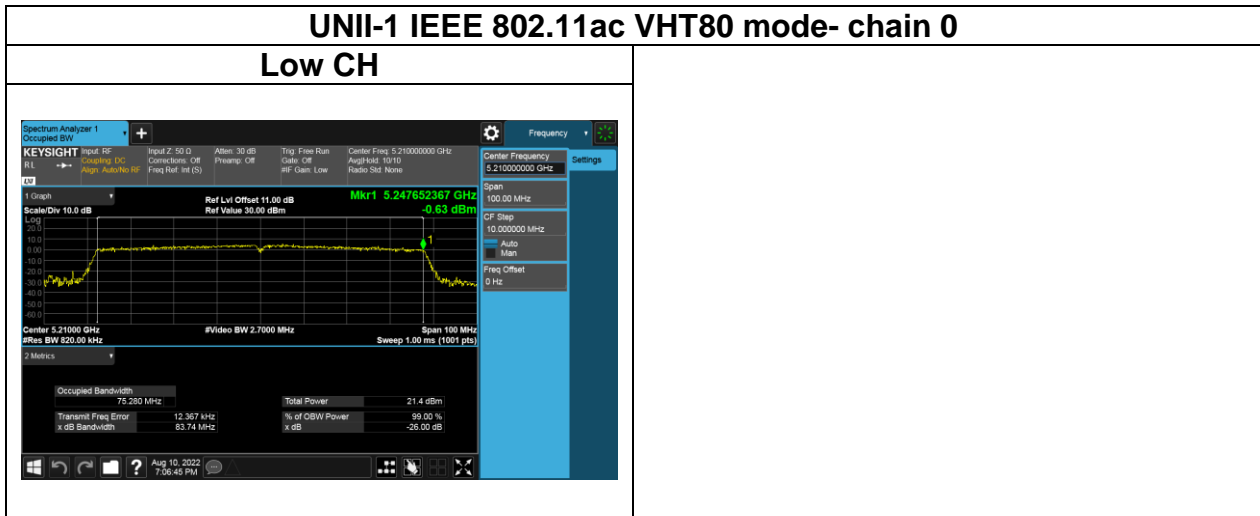 UNII-1 IEEE 802.11ac VHT80 mode- chain 0
Low CH
Spectrum Analyzer 1
Occupied BW
Frequency
KEYSIGHT
R L
LXI
Input: RF
Coupling: DC
Align: Auto/No RF
Input Z: 50 Ω
Corrections: Off
Freq Ref: Int (S)
Atten: 30 dB
Preamp: Off
Trig: Free Run
Gate: Off
#IF Gain: Low
Center Freq: 5.210000000 GHz
Avg|Hold: 10/10
Radio Std: None
Center Frequency
5.210000000 GHz
Settings
Span
100.00 MHz
CF Step
10.000000 MHz
Auto
Man
Freq Offset
0 Hz
1 Graph
Scale/Div 10.0 dB
Ref Lvl Offset 11.00 dB
Ref Value 30.00 dBm
Mkr1 5.247652367 GHz
-0.63 dBm
Log
20.0
10.0
0.00
-10.0
-20.0
-30.0
-40.0
-50.0
-60.0
1
Center 5.21000 GHz
#Video BW 2.7000 MHz
Span 100 MHz
#Res BW 820.00 kHz
Sweep 1.00 ms (1001 pts)
2 Metrics
Occupied Bandwidth
75.280 MHz
Total Power 21.4 dBm
Transmit Freq Error 12.367 kHz
% of OBW Power 99.00 %
x dB Bandwidth 83.74 MHz
x dB -26.00 dB
?
Aug 10, 2022
7:06:45 PM